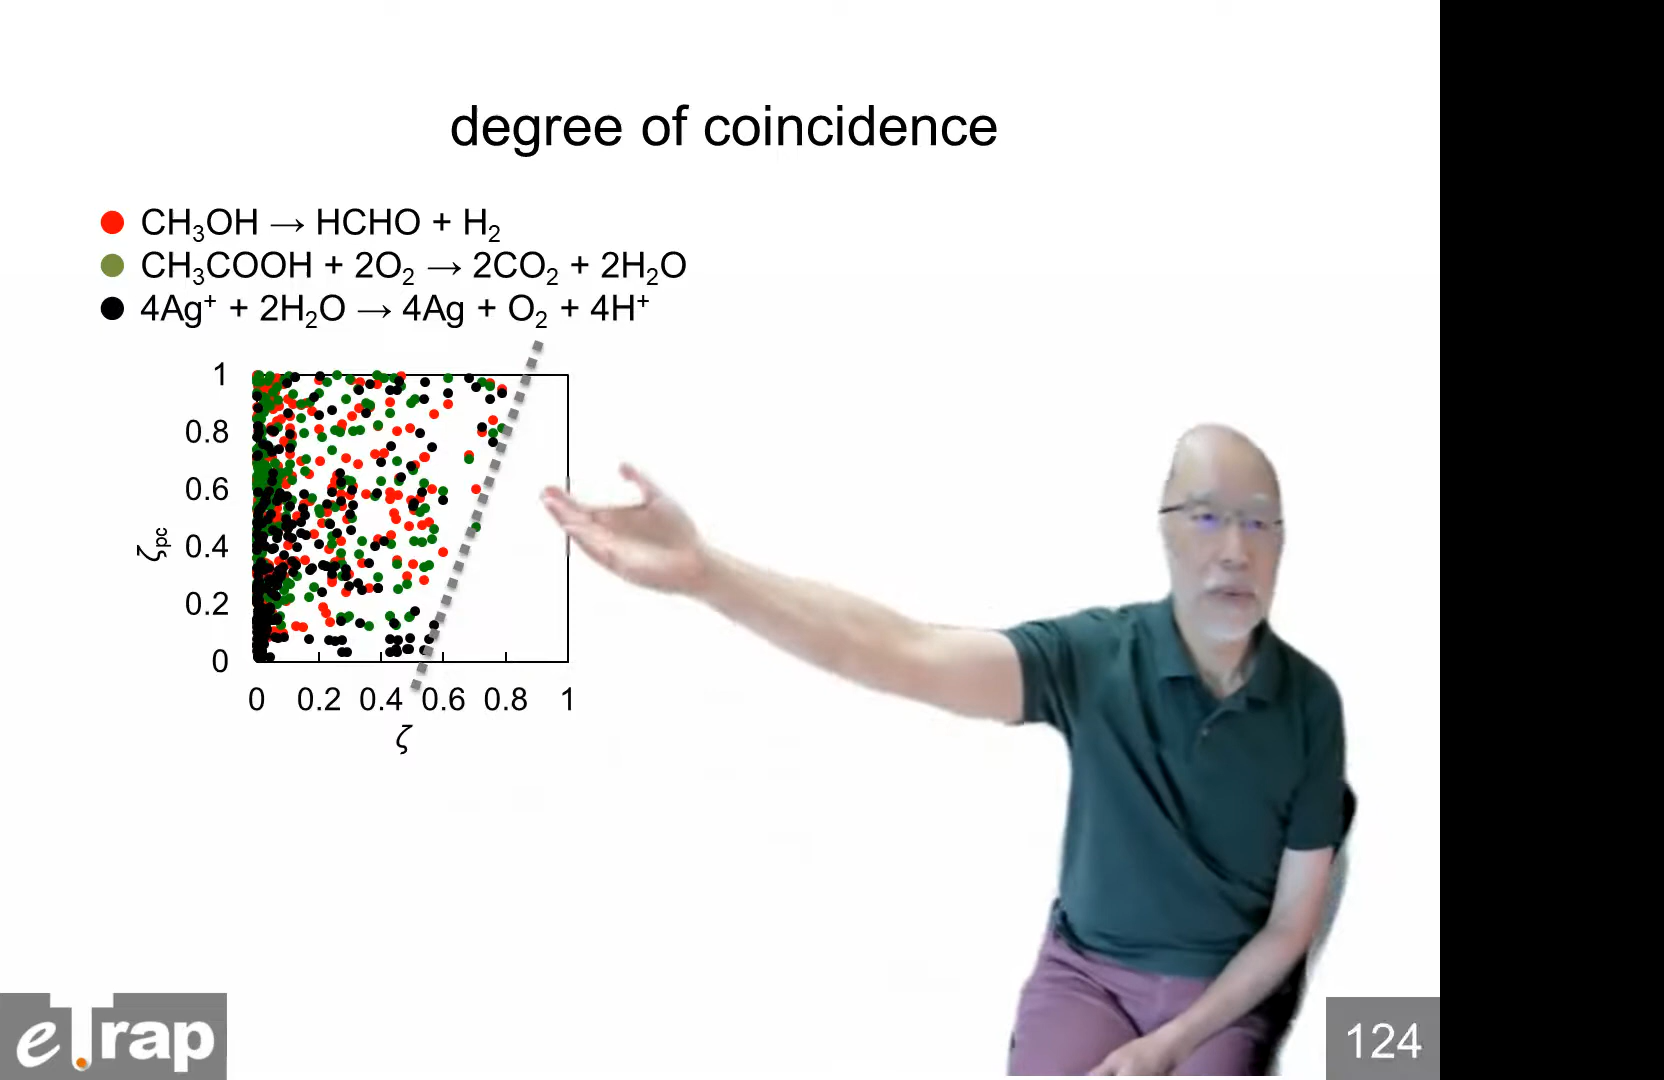 degree of coincidence
CH₃OH → HCHO + H₂
CH₃COOH + 2O₂ → 2CO₂ + 2H₂O
4Ag⁺ + 2H₂O → 4Ag + O₂ + 4H⁺
1
0.8
0.6
0.4
0.2
0
ζpc
0 0.2 0.4 0.6 0.8 1
ζ
eTrap
124